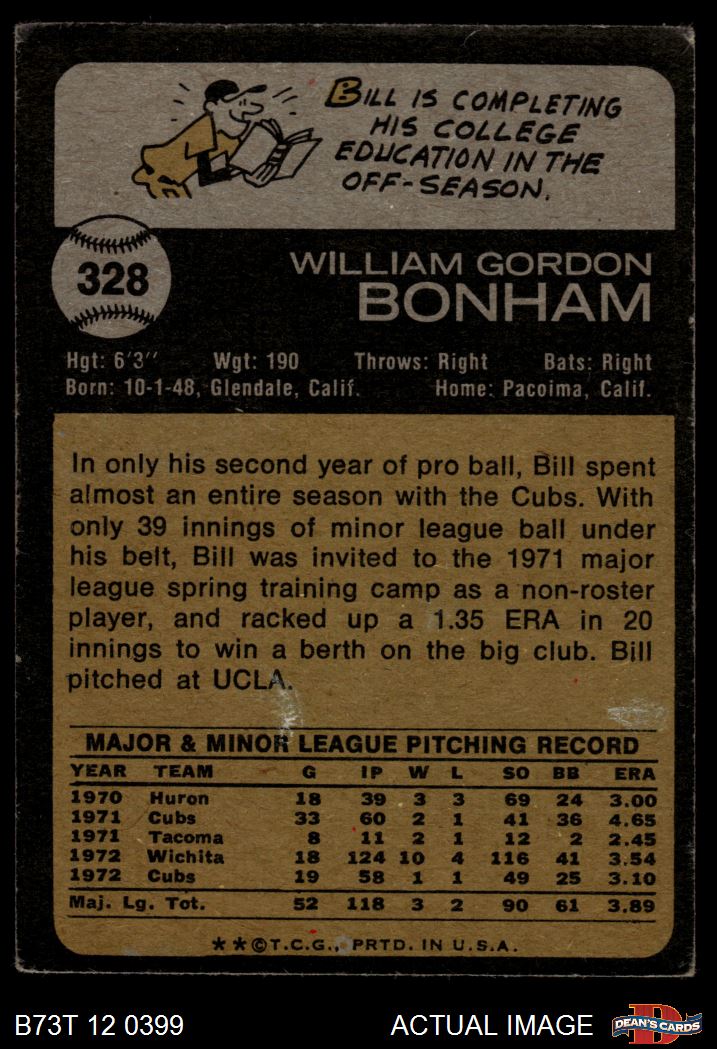 BILL IS COMPLETING
HIS COLLEGE
EDUCATION IN THE
OFF-SEASON.
328
WILLIAM GORDON
BONHAM
Hgt: 6'3" Wgt: 190 Throws: Right Bats: Right
Born: 10-1-48, Glendale, Calif. Home: Pacoima, Calif.
In only his second year of pro ball, Bill spent
almost an entire season with the Cubs. With
only 39 innings of minor league ball under
his belt, Bill was invited to the 1971 major
league spring training camp as a non-roster
player, and racked up a 1.35 ERA in 20
innings to win a berth on the big club. Bill
pitched at UCLA.
MAJOR & MINOR LEAGUE PITCHING RECORD
YEAR TEAM G IP W L SO BB ERA
1970 Huron 18 39 3 3 69 24 3.00
1971 Cubs 33 60 2 1 41 36 4.65
1971 Tacoma 8 11 2 1 12 2 2.45
1972 Wichita 18 124 10 4 116 41 3.54
1972 Cubs 19 58 1 1 49 25 3.10
Maj. Lg. Tot. 52 118 3 2 90 61 3.89
**©T.C.G., PRTD. IN U.S.A.
B73T 12 0399 ACTUAL IMAGE DEAN'S CARDS